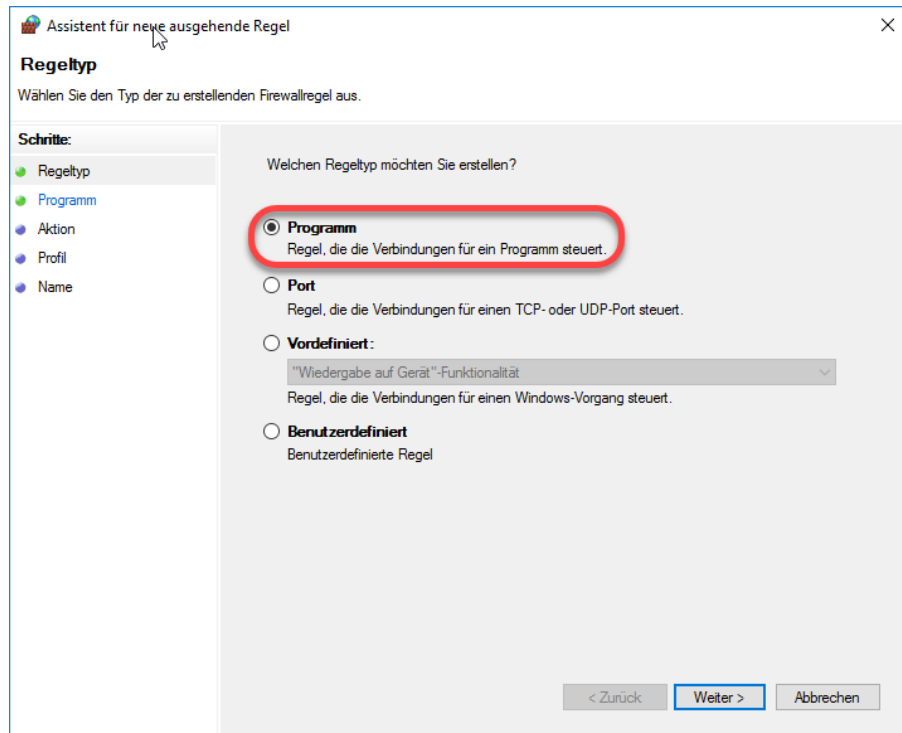 Assistent für neue ausgehende Regel
Regeltyp
Wählen Sie den Typ der zu erstellenden Firewallregel aus.
Schritte:
Regeltyp
Programm
Aktion
Profil
Name
Welchen Regeltyp möchten Sie erstellen?
Programm
Regel, die die Verbindungen für ein Programm steuert.
Port
Regel, die die Verbindungen für einen TCP- oder UDP-Port steuert.
Vordefiniert:
"Wiedergabe auf Gerät"-Funktionalität
Regel, die die Verbindungen für einen Windows-Vorgang steuert.
Benutzerdefiniert
Benutzerdefinierte Regel
< Zurück Weiter > Abbrechen